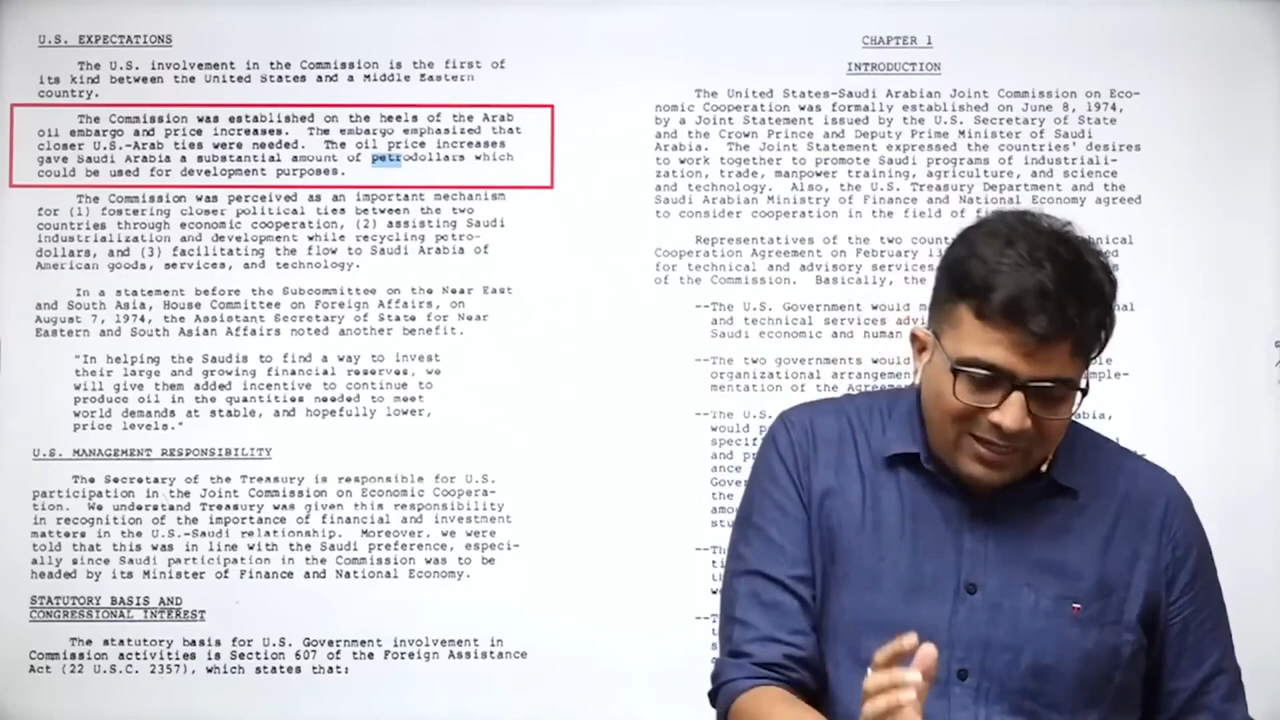 U.S. EXPECTATIONS
The U.S. involvement in the Commission is the first of
its kind between the United States and a Middle Eastern
country.
The Commission was established on the heels of the Arab
oil embargo and price increases. The embargo emphasized that
closer U.S.-Arab ties were needed. The oil price increases
gave Saudi Arabia a substantial amount of petrodollars which
could be used for development purposes.
The Commission was perceived as an important mechanism
for (1) fostering closer political ties between the two
countries through economic cooperation, (2) assisting Saudi
industrialization and development while recycling petro-
dollars, and (3) facilitating the flow to Saudi Arabia of
American goods, services, and technology.
In a statement before the Subcommittee on the Near East
and South Asia, House Committee on Foreign Affairs, on
August 7, 1974, the Assistant Secretary of State for Near
Eastern and South Asian Affairs noted another benefit.
"In helping the Saudis to find a way to invest
their large and growing financial reserves, we
will give them added incentive to continue to
produce oil in the quantities needed to meet
world demands at stable, and hopefully lower,
price levels."
U.S. MANAGEMENT RESPONSIBILITY
The Secretary of the Treasury is responsible for U.S.
participation in the Joint Commission on Economic Coopera-
tion. We understand Treasury was given this responsibility
in recognition of the importance of financial and investment
matters in the U.S.-Saudi relationship. Moreover, we were
told that this was in line with the Saudi preference, especi-
ally since Saudi participation in the Commission was to be
headed by its Minister of Finance and National Economy.
STATUTORY BASIS AND
CONGRESSIONAL INTEREST
The statutory basis for U.S. Government involvement in
Commission activities is Section 607 of the Foreign Assistance
Act (22 U.S.C. 2357), which states that:
CHAPTER 1
INTRODUCTION
The United States-Saudi Arabian Joint Commission on Eco-
nomic Cooperation was formally established on June 8, 1974,
by a Joint Statement issued by the U.S. Secretary of State
and the Crown Prince and Deputy Prime Minister of Saudi
Arabia. The Joint Statement expressed the countries' desires
to work together to promote Saudi programs of industriali-
zation, trade, manpower training, agriculture, and science
and technology. Also, the U.S. Treasury Department and the
Saudi Arabian Ministry of Finance and National Economy agreed
to consider cooperation in the field of
Representatives of the two
Cooperation Agreement on February
for technical and advisory services
of the Commission. Basically, the
--The U.S. Government would
and technical services
Saudi economic and human
--The two governments would
organizational
mentation of the
--The U.S.
would
and
the